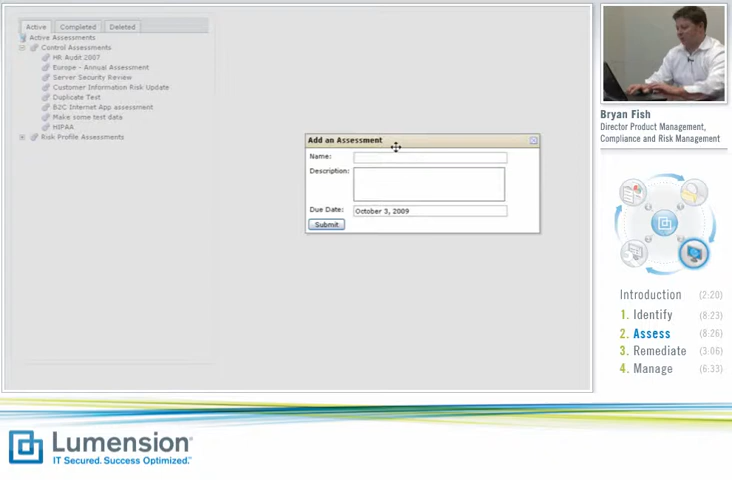 Active Completed Deleted
Active Assessments
Control Assessments
HR Audit 2007
Europe - Annual Assessment
Server Security Review
Customer Information Risk Update
Duplicate Test
B2C Internet App assessment
Make some test data
HIPAA
Risk Profile Assessments
Add an Assessment
Name:
Description:
Due Date: October 3, 2009
Submit
Bryan Fish
Director Product Management,
Compliance and Risk Management
Introduction (2:20)
1. Identify (8:23)
2. Assess (8:26)
3. Remediate (3:06)
4. Manage (6:33)
Lumension
IT Secured. Success Optimized.™